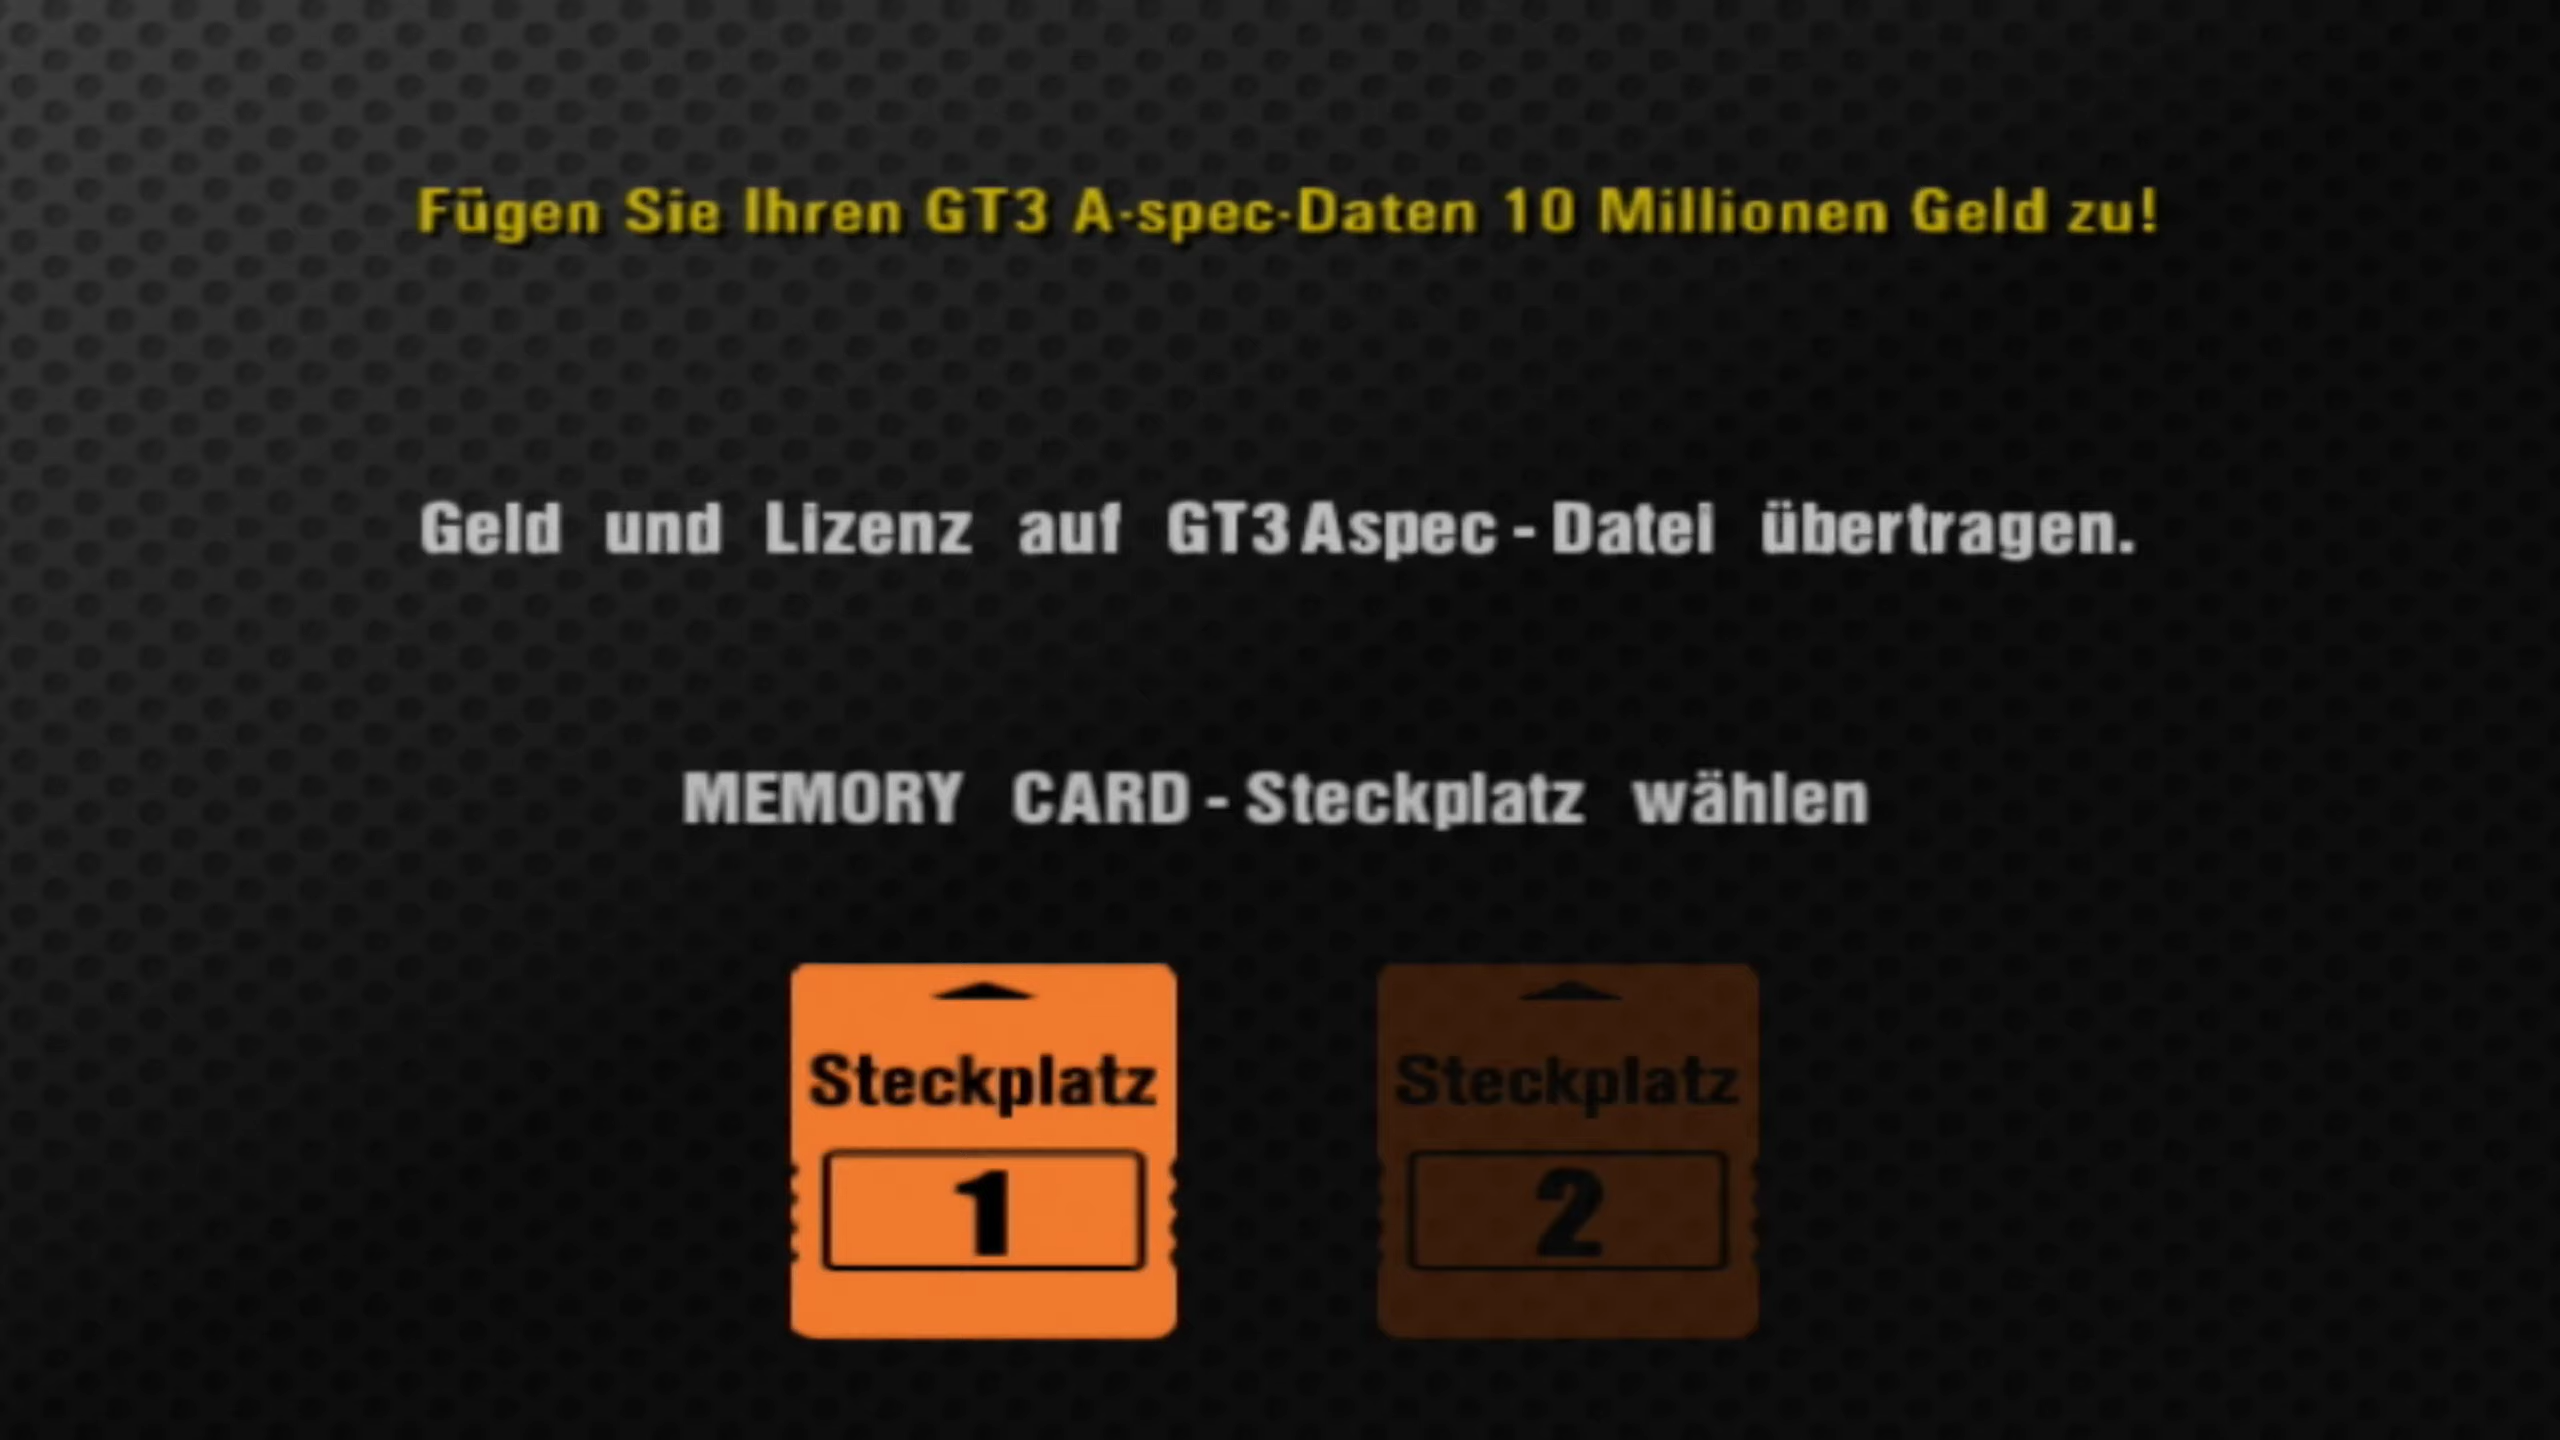 Fügen Sie Ihren GT3 A-spec-Daten 10 Millionen Geld zu!
Geld und Lizenz auf GT3 Aspec - Datei übertragen.
MEMORY CARD - Steckplatz wählen
Steckplatz Steckplatz
1 2